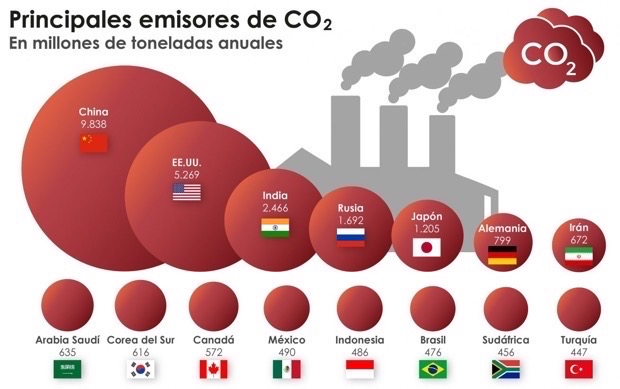 Principales emisores de CO₂
En millones de toneladas anuales
CO₂
China
9.838
EE.UU.
5.269
India
2.466
Rusia
1.692
Japón
1.205
Alemania
799
Irán
672
Arabia Saudí
635
Corea del Sur
616
Canadá
572
México
490
Indonesia
486
Brasil
476
Sudáfrica
456
Turquía
447